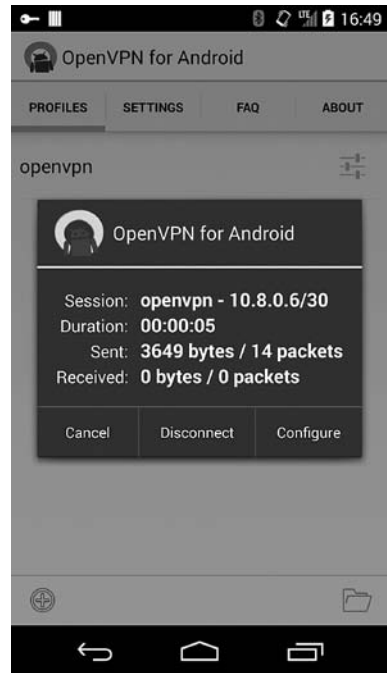 LTE 16:49
OpenVPN for Android
PROFILES SETTINGS FAQ ABOUT
openvpn
OpenVPN for Android
Session: openvpn - 10.8.0.6/30
Duration: 00:00:05
Sent: 3649 bytes / 14 packets
Received: 0 bytes / 0 packets
Cancel Disconnect Configure